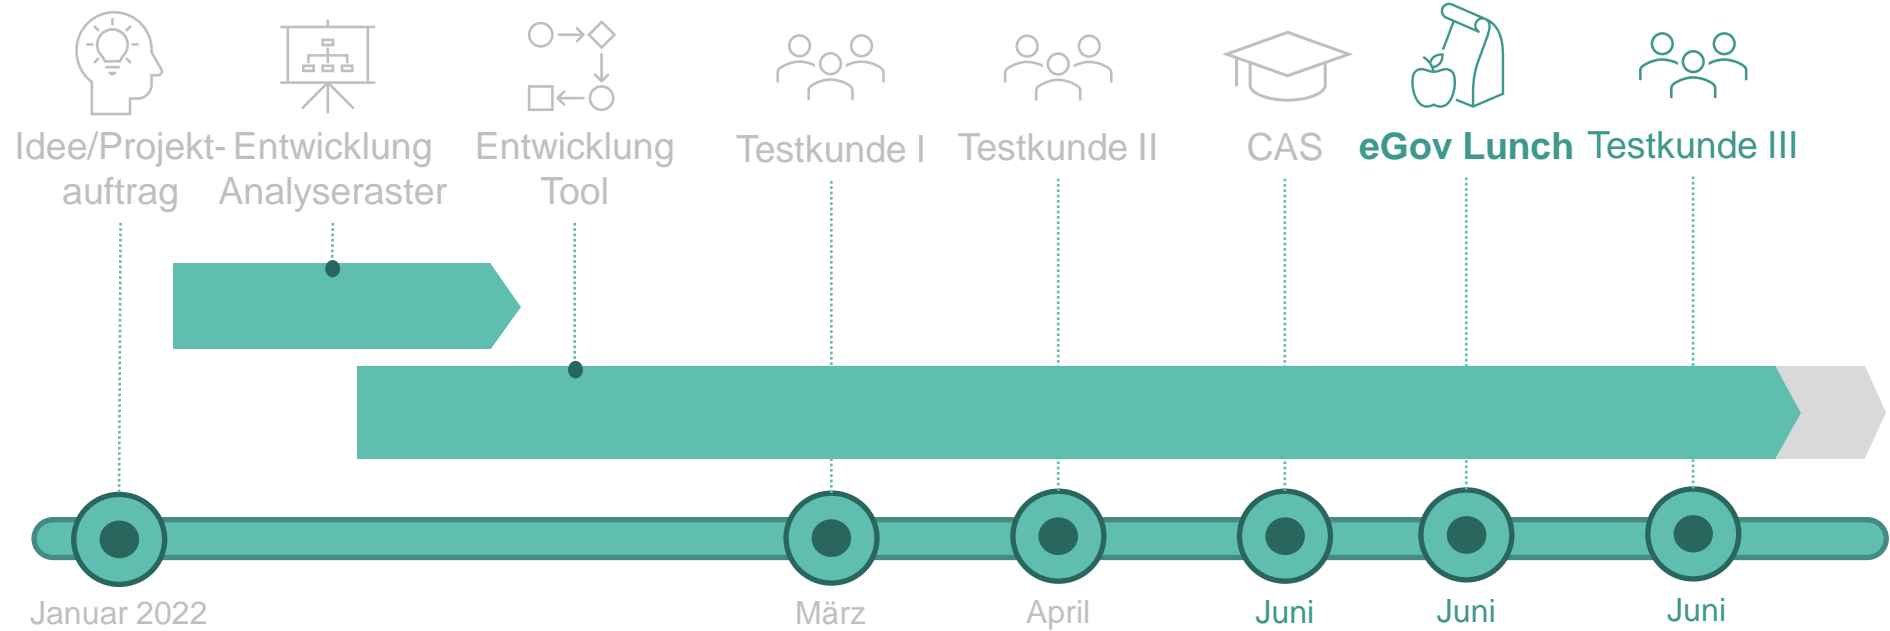 Idee/Projekt-
auftrag
Entwicklung
Analyseraster
Entwicklung
Tool
Testkunde I
Testkunde II
CAS
eGov Lunch
Testkunde III
Januar 2022
März
April
Juni
Juni
Juni